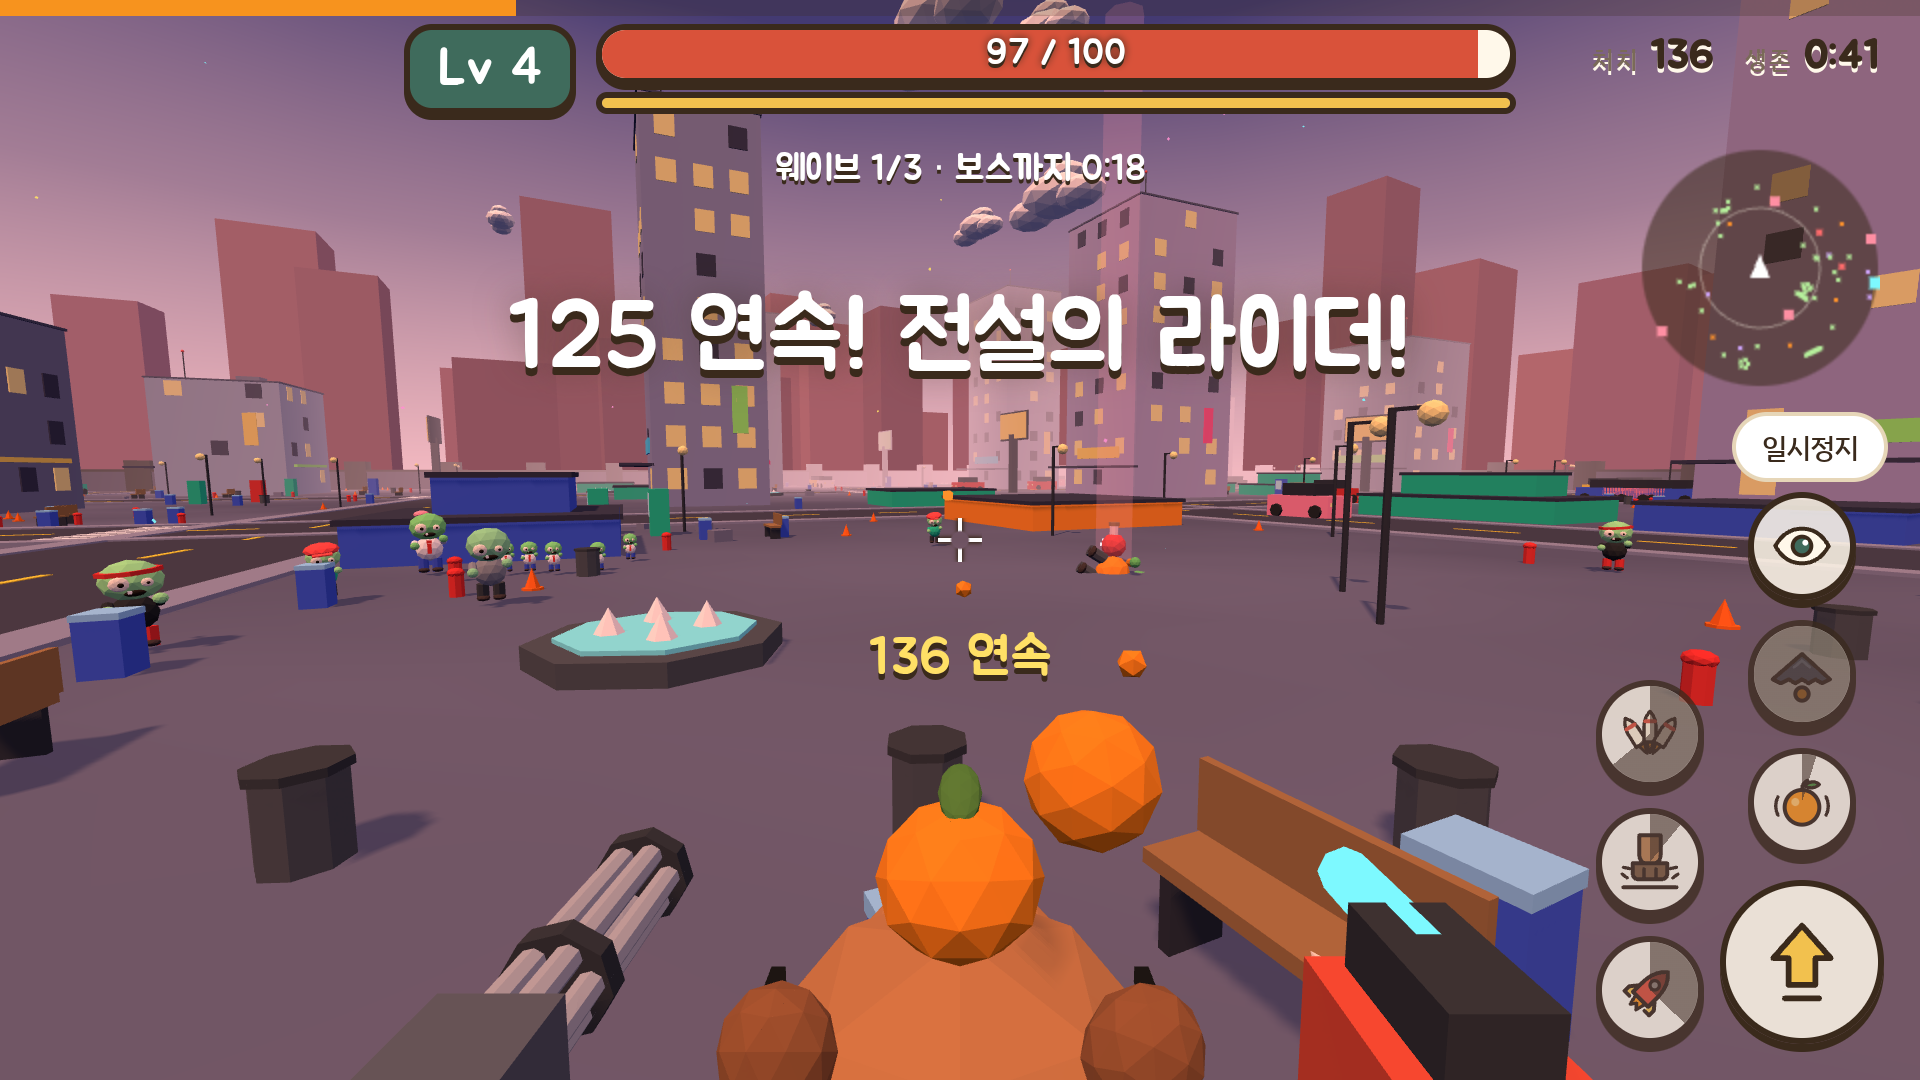 Lv 4
97 / 100
처치 136 생존 0:41
웨이브 1/3 · 보스까지 0:18
125 연속! 전설의 라이더!
일시정지
136 연속